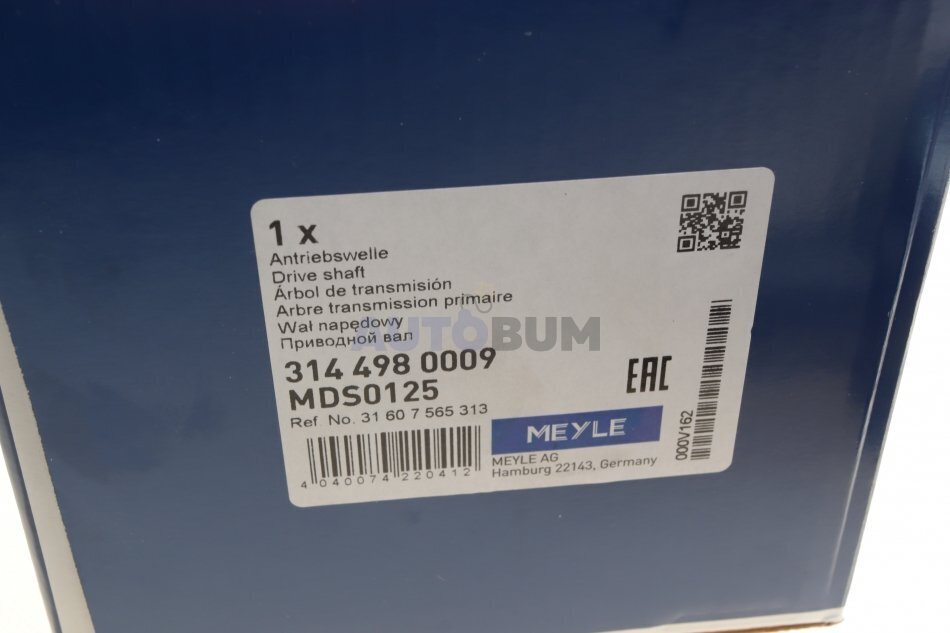 1 x
Antriebswelle
Drive shaft
Árbol de transmisión
Arbre transmission primaire
Wał napędowy
Приводной вал
AUTOBUM
314 498 0009
MDS0125
Ref. No. 31 60 7 565 313
EAC
MEYLE
MEYLE AG
Hamburg 22143, Germany
4 040074 220412
000V162